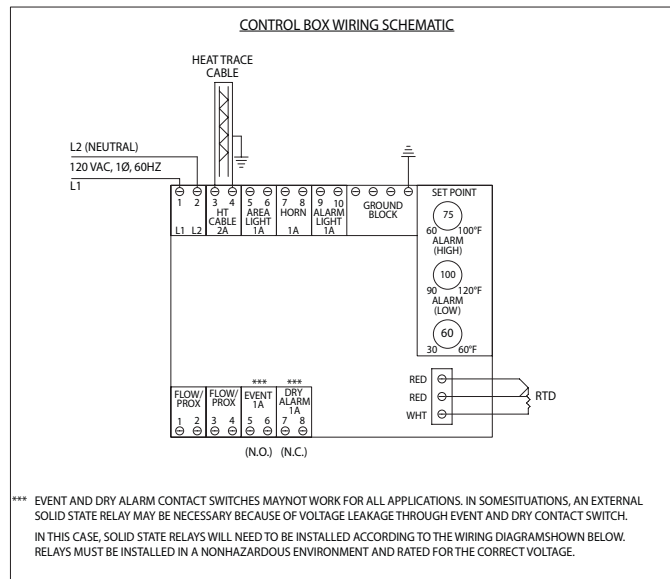 CONTROL BOX WIRING SCHEMATIC
HEAT TRACE
CABLE
L2 (NEUTRAL)
120 VAC, 1Ø, 60HZ
L1
1 2 3 4 5 6 7 8 9 10
L1 L2
HT
CABLE
2A
AREA
LIGHT
1A
HORN
1A
ALARM
LIGHT
1A
GROUND
BLOCK
SET POINT
75
60 100°F
ALARM
(HIGH)
100
90 120°F
ALARM
(LOW)
60
30 60°F
RED
RED
WHT
RTD
FLOW/
PROX
1 2
FLOW/
PROX
3 4
***
EVENT
1A
5 6
***
DRY
ALARM
1A
7 8
(N.O.) (N.C.)
*** EVENT AND DRY ALARM CONTACT SWITCHES MAYNOT WORK FOR ALL APPLICATIONS. IN SOMESITUATIONS, AN EXTERNAL
SOLID STATE RELAY MAY BE NECESSARY BECAUSE OF VOLTAGE LEAKAGE THROUGH EVENT AND DRY CONTACT SWITCH.
IN THIS CASE, SOLID STATE RELAYS WILL NEED TO BE INSTALLED ACCORDING TO THE WIRING DIAGRAMSHOWN BELOW.
RELAYS MUST BE INSTALLED IN A NONHAZARDOUS ENVIRONMENT AND RATED FOR THE CORRECT VOLTAGE.